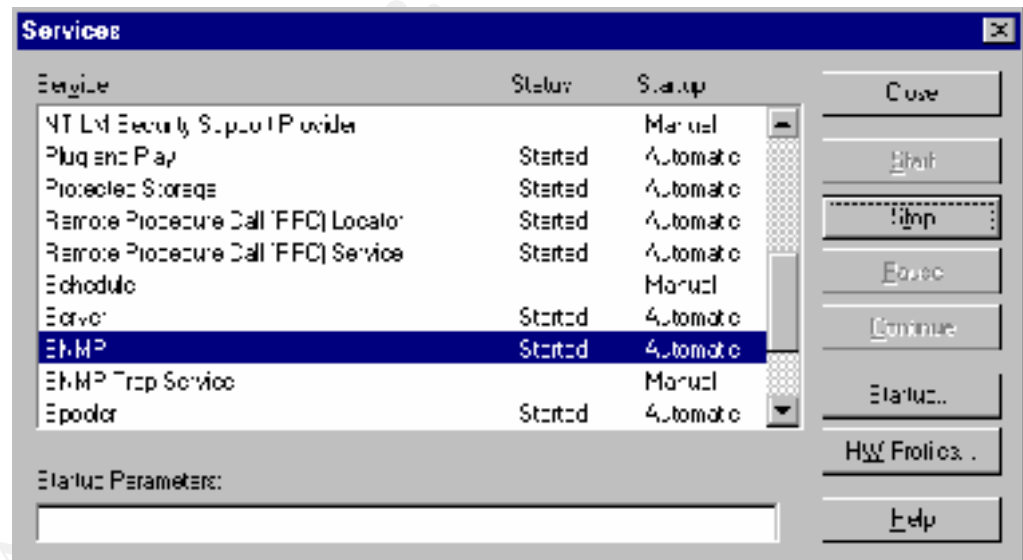 Services
Service Status Startup
NT LM Security Support Provider Manual
Plug and Play Started Automatic
Protected Storage Started Automatic
Remote Procedure Call (RPC) Locator Started Automatic
Remote Procedure Call (RPC) Service Started Automatic
Schedule Manual
Server Started Automatic
SNMP Started Automatic
SNMP Trap Service Manual
Spooler Started Automatic
Startup Parameters:
Close
Start
Stop
Pause
Continue
Startup...
HW Profiles...
Help